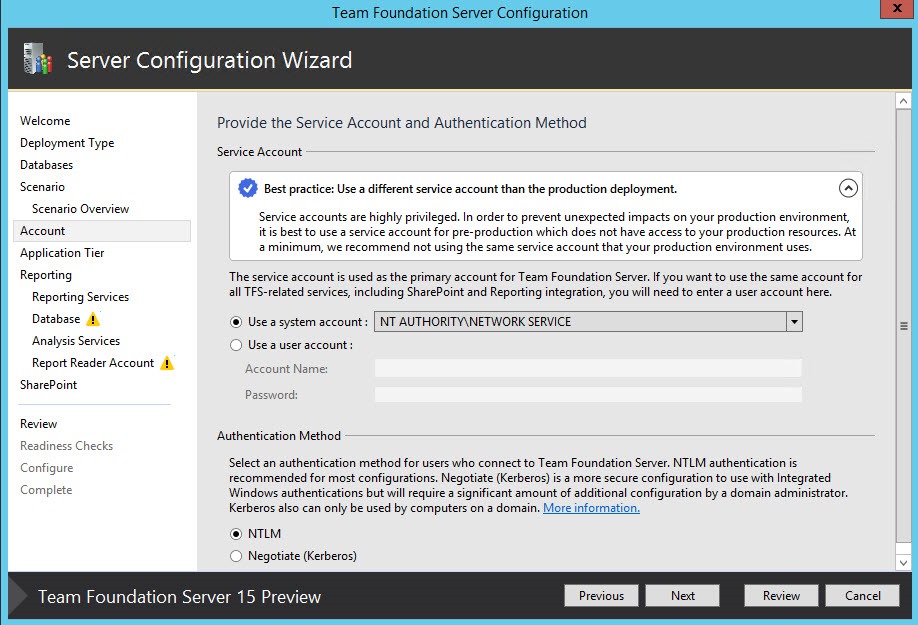 Team Foundation Server Configuration
x
Server Configuration Wizard
Welcome
Deployment Type
Databases
Scenario
Scenario Overview
Account
Application Tier
Reporting
Reporting Services
Database
Analysis Services
Report Reader Account
SharePoint
Review
Readiness Checks
Configure
Complete
Provide the Service Account and Authentication Method
Service Account
Best practice: Use a different service account than the production deployment.
Service accounts are highly privileged. In order to prevent unexpected impacts on your production environment,
it is best to use a service account for pre-production which does not have access to your production resources. At
a minimum, we recommend not using the same service account that your production environment uses.
The service account is used as the primary account for Team Foundation Server. If you want to use the same account for
all TFS-related services, including SharePoint and Reporting integration, you will need to enter a user account here.
Use a system account : NT AUTHORITY\NETWORK SERVICE
Use a user account :
Account Name:
Password:
Authentication Method
Select an authentication method for users who connect to Team Foundation Server. NTLM authentication is
recommended for most configurations. Negotiate (Kerberos) is a more secure configuration to use with Integrated
Windows authentications but will require a significant amount of additional configuration by a domain administrator.
Kerberos also can only be used by computers on a domain. More information.
NTLM
Negotiate (Kerberos)
Team Foundation Server 15 Preview
Previous Next Review Cancel